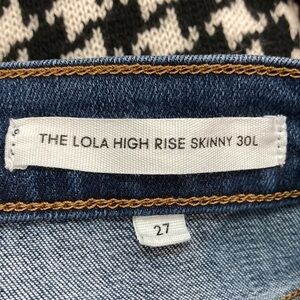 THE LOLA HIGH RISE SKINNY 30L
27